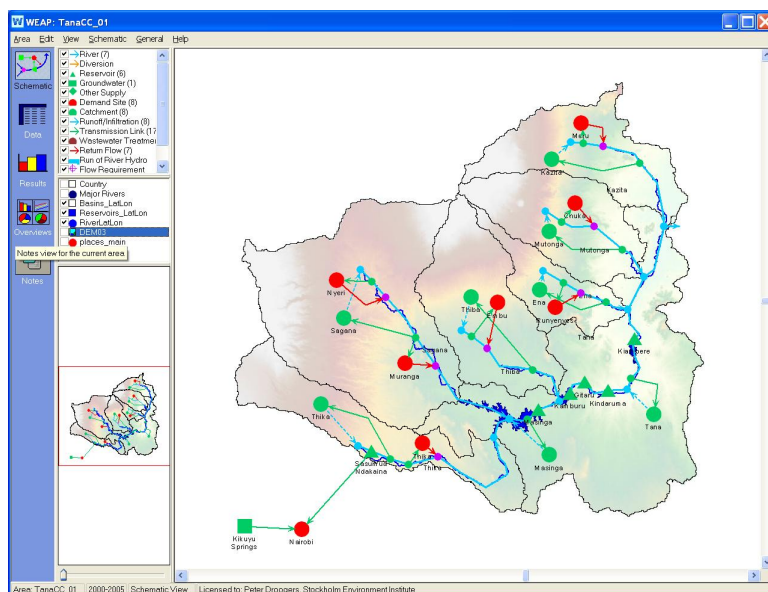 WEAP: TanaCC_01
Area Edit View Schematic General Help
Schematic
Data
Results
Overviews
Notes
River (7)
Diversion
Reservoir (6)
Groundwater (1)
Other Supply
Demand Site (8)
Catchment (8)
Runoff/Infiltration (8)
Transmission Link (17
Wastewater Treatmen
Return Flow (7)
Run of River Hydro
Flow Requirement
Country
Major Rivers
Basins_LatLon
Reservoirs_LatLon
RiverLatLon
DEM03
places_main
Notes view for the current area
Meru
Kazita
Kazita
Chuka
Mutonga
Mutonga
Nyeri
Sagana
Sagana
Thiba
Embu
Ena
Ena
Runyenyes
Tana
Thiba
Kiambere
Muranga
Gitaru
Kamburu
Kindaruma
Masinga
Tana
Masinga
Thika
Thika
Thika
Sasumua
Ndakaina
Kikuyu
Springs
Nairobi
Area: TanaCC_01 2000-2005 Schematic View Licensed to: Peter Droogers, Stockholm Environment Institute